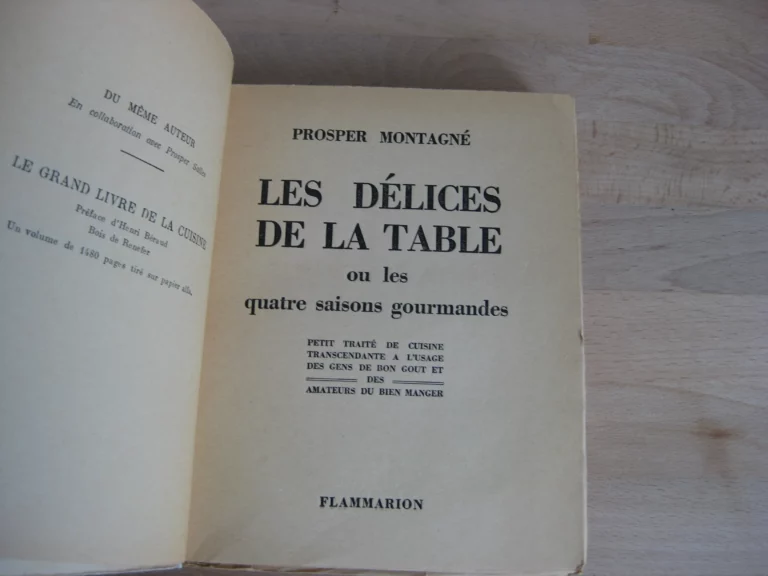 DU MÊME AUTEUR
En collaboration avec Prosper Salles
LE GRAND LIVRE DE LA CUISINE
Préface d'Henri Béraud
Bois de Renefer
Un volume de 1480 pages tiré sur papier alfa.
PROSPER MONTAGNÉ
LES DÉLICES
DE LA TABLE
ou les
quatre saisons gourmandes
PETIT TRAITÉ DE CUISINE
TRANSCENDANTE A L'USAGE
DES GENS DE BON GOUT ET
DES
AMATEURS DU BIEN MANGER
FLAMMARION